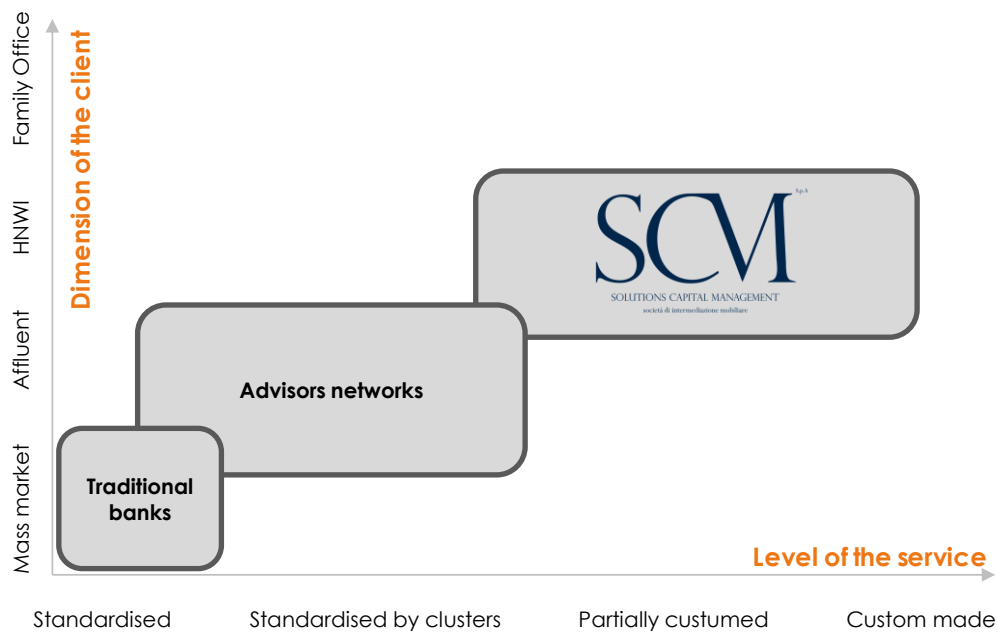 Family Office
HNWI
Affluent
Mass market
Dimension of the client
SCM
S.p.A
SOLUTIONS CAPITAL MANAGEMENT
società di intermediazione mobiliare
Advisors networks
Traditional
banks
Level of the service
Standardised
Standardised by clusters
Partially custumed
Custom made